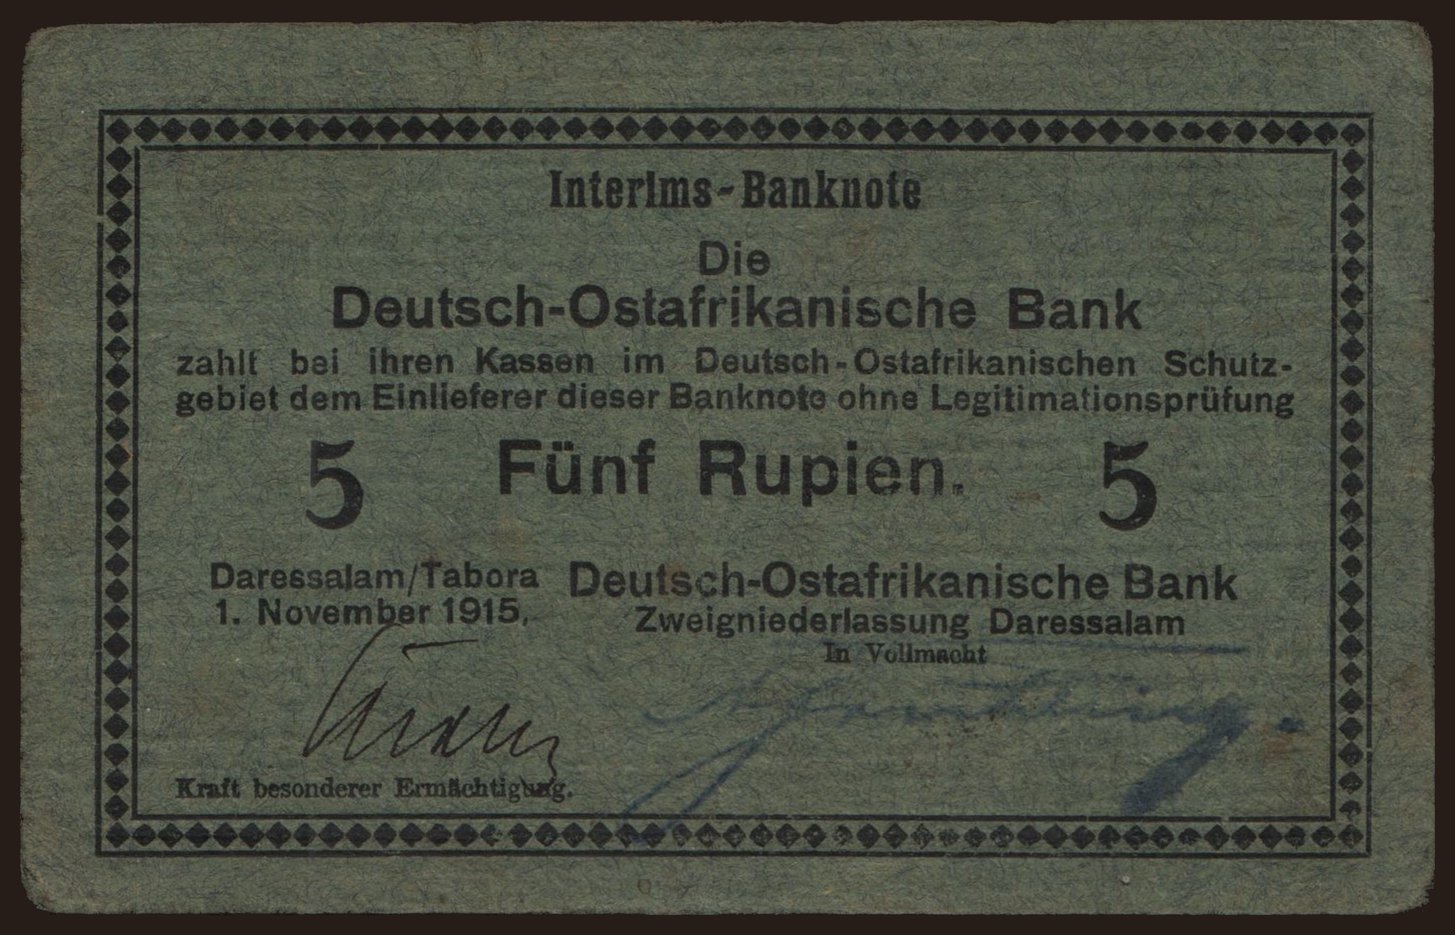 Interims-Banknote
Die
Deutsch-Ostafrikanische Bank
zahlt bei ihren Kassen im Deutsch-Ostafrikanischen Schutz-
gebiet dem Einlieferer dieser Banknote ohne Legitimationsprüfung
5 Fünf Rupien. 5
Daressalam/Tabora
1. November 1915,
Deutsch-Ostafrikanische Bank
Zweigniederlassung Daressalam
In Vollmacht
Kraft besonderer Ermächtigung.